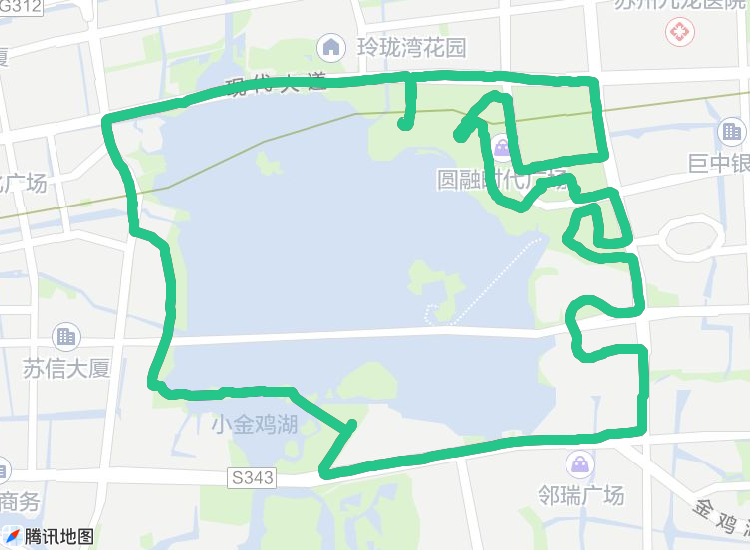 G312
苏州九龙医院
玲珑湾花园
现代大道
巨中银
圆融时代广场
广场
苏信大厦
小金鸡湖
S343
邻瑞广场
商务
金鸡湖
腾讯地图